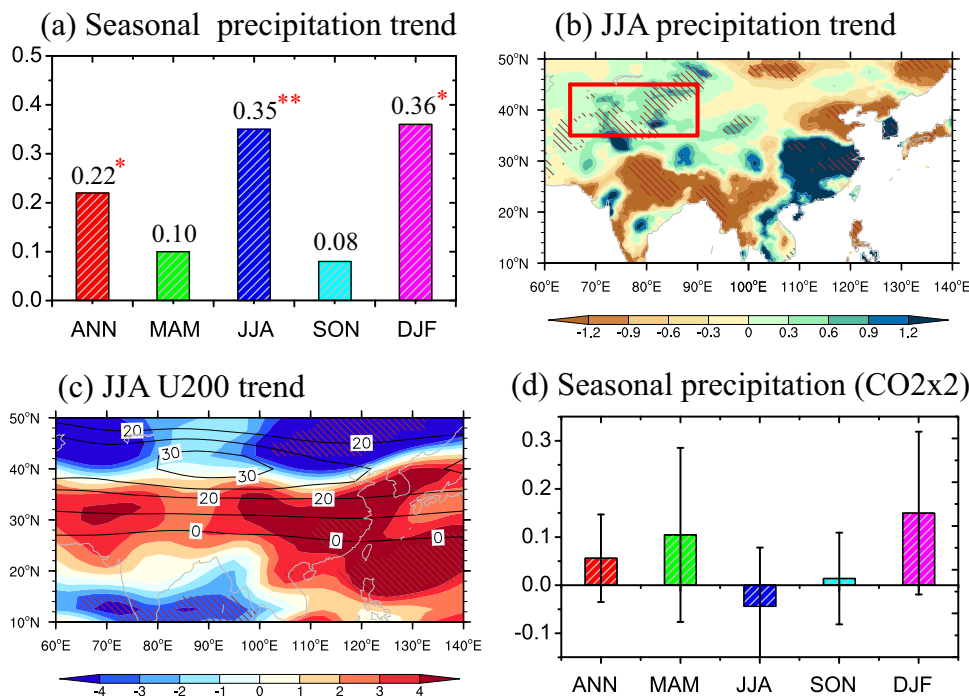 (a) Seasonal precipitation trend
0.5
0.4
0.3
0.2
0.1
0.0
0.22*
0.10
0.35**
0.08
0.36*
ANN MAM JJA SON DJF
(b) JJA precipitation trend
50°N
40°N
30°N
20°N
10°N
60°E 70°E 80°E 90°E 100°E 110°E 120°E 130°E 140°E
-1.2 -0.9 -0.6 -0.3 0 0.3 0.6 0.9 1.2
(c) JJA U200 trend
50°N
40°N
30°N
20°N
10°N
20 20
30
30
20 20
0 0
60°E 70°E 80°E 90°E 100°E 110°E 120°E 130°E 140°E
-4 -3 -2 -1 0 1 2 3 4
(d) Seasonal precipitation (CO2x2)
0.3
0.2
0.1
0.0
-0.1
ANN MAM JJA SON DJF